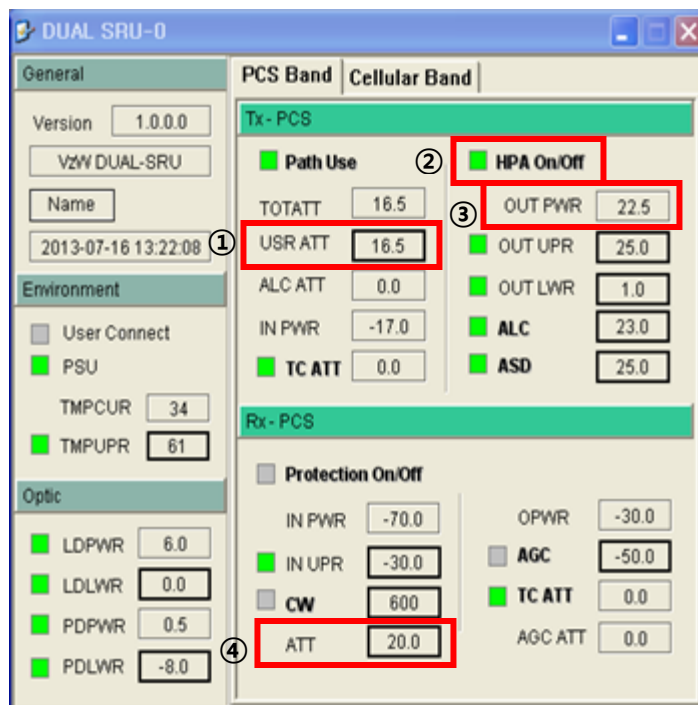 DUAL SRU-0
General
Version 1.0.0.0
VzW DUAL-SRU
Name
2013-07-16 13:22:08
Environment
User Connect
PSU
TMPCUR 34
TMPUPR 61
Optic
LDPWR 6.0
LDLWR 0.0
PDPWR 0.5
PDLWR -8.0
PCS Band Cellular Band
Tx - PCS
Path Use
TOTATT 16.5
① USR ATT 16.5
ALC ATT 0.0
IN PWR -17.0
TC ATT 0.0
② HPA On/Off
③ OUT PWR 22.5
OUT UPR 25.0
OUT LWR 1.0
ALC 23.0
ASD 25.0
Rx - PCS
Protection On/Off
IN PWR -70.0
IN UPR -30.0
CW 600
④ ATT 20.0
OPWR -30.0
AGC -50.0
TC ATT 0.0
AGC ATT 0.0